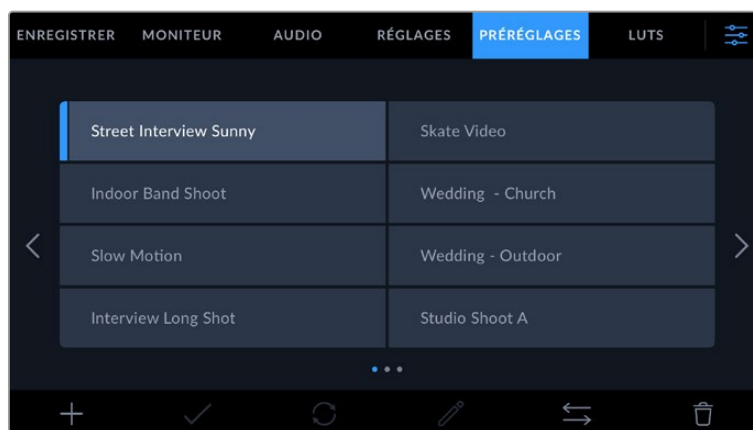 ENREGISTRER MONITEUR AUDIO RÉGLAGES PRÉRÉGLAGES LUTS
Street Interview Sunny
Skate Video
Indoor Band Shoot
Wedding - Church
Slow Motion
Wedding - Outdoor
Interview Long Shot
Studio Shoot A